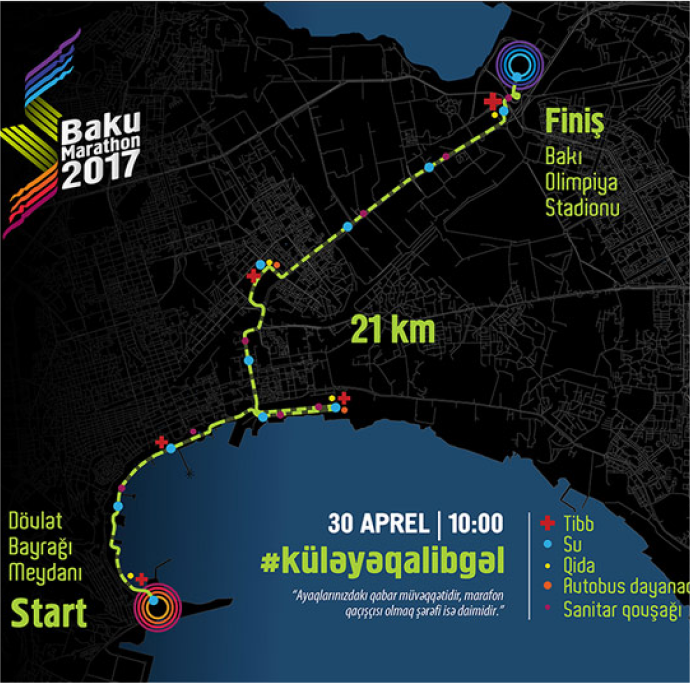 Baku
Marathon
2017
Finiş
Bakı
Olimpiya
Stadionu
21 km
Dövlət
Bayrağı
Meydanı
Start
30 APREL | 10:00
#küləyəqalibgəl
"Ayaqlarınızdakı qabar müvəqqətidir, marafon
qaçışçısı olmaq şərəfi isə daimidir."
Tibb
Su
Qida
Avtobus dayanac
Sanitar qouşağı